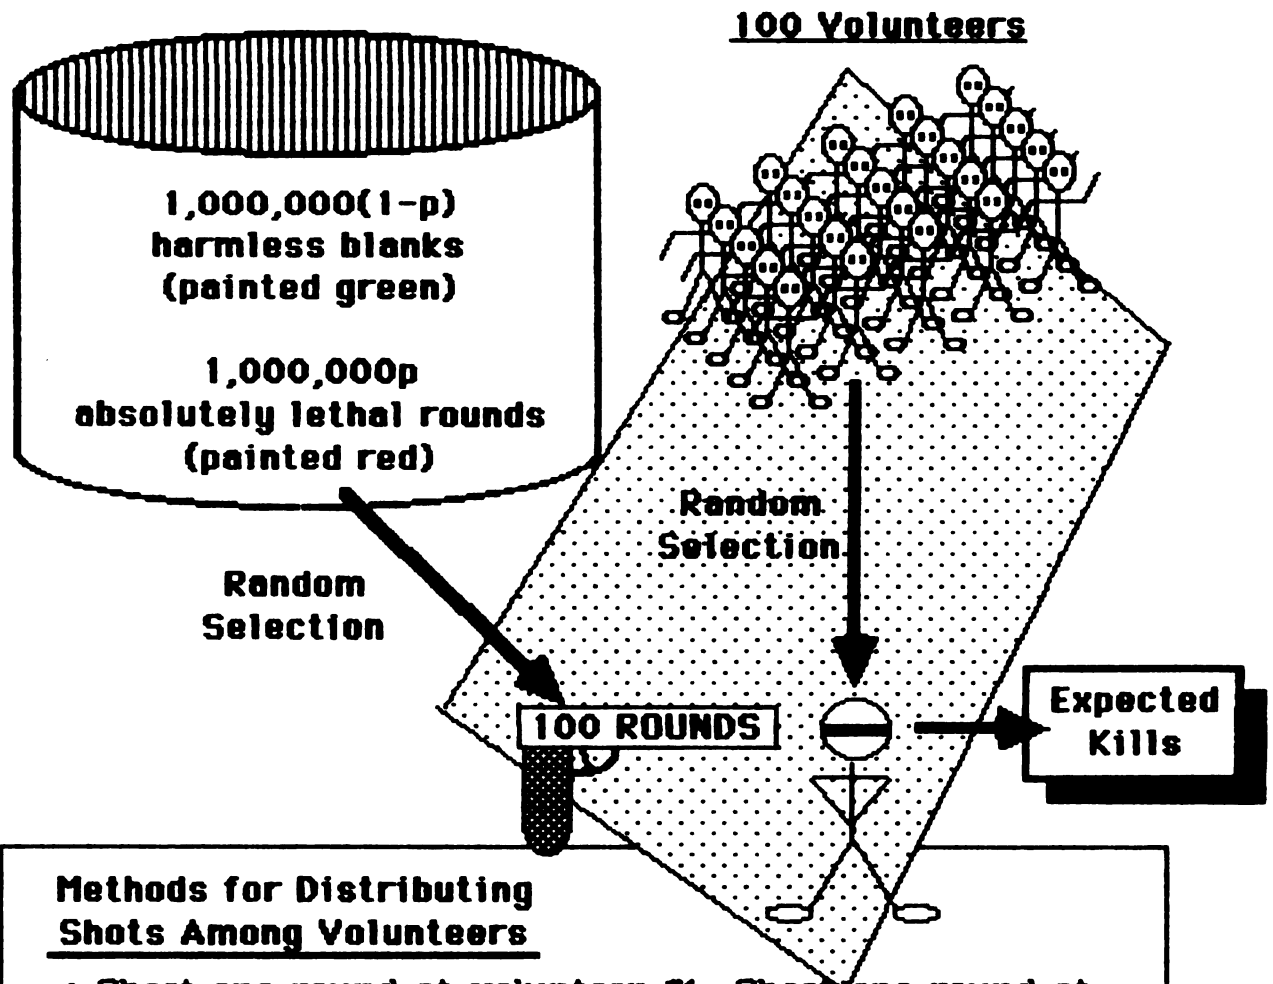 100 Volunteers
1,000,000(1-p)
harmless blanks
(painted green)
1,000,000p
absolutely lethal rounds
(painted red)
Random
Selection
Random
Selection
100 ROUNDS
Expected
Kills
Methods for Distributing
Shots Among Volunteers